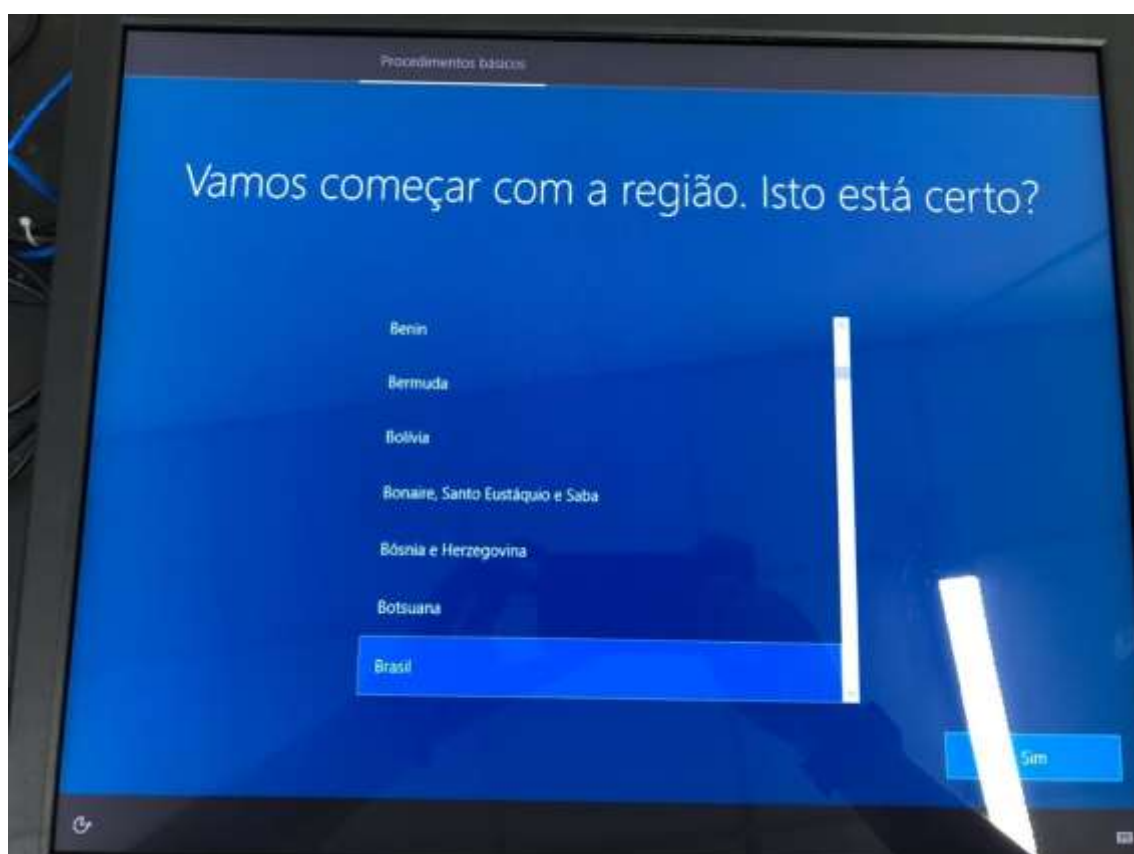 Procedimentos básicos
Vamos começar com a região. Isto está certo?
Benin
Bermuda
Bolívia
Bonaire, Santo Eustáquio e Saba
Bósnia e Herzegovina
Botsuana
Brasil
Sim